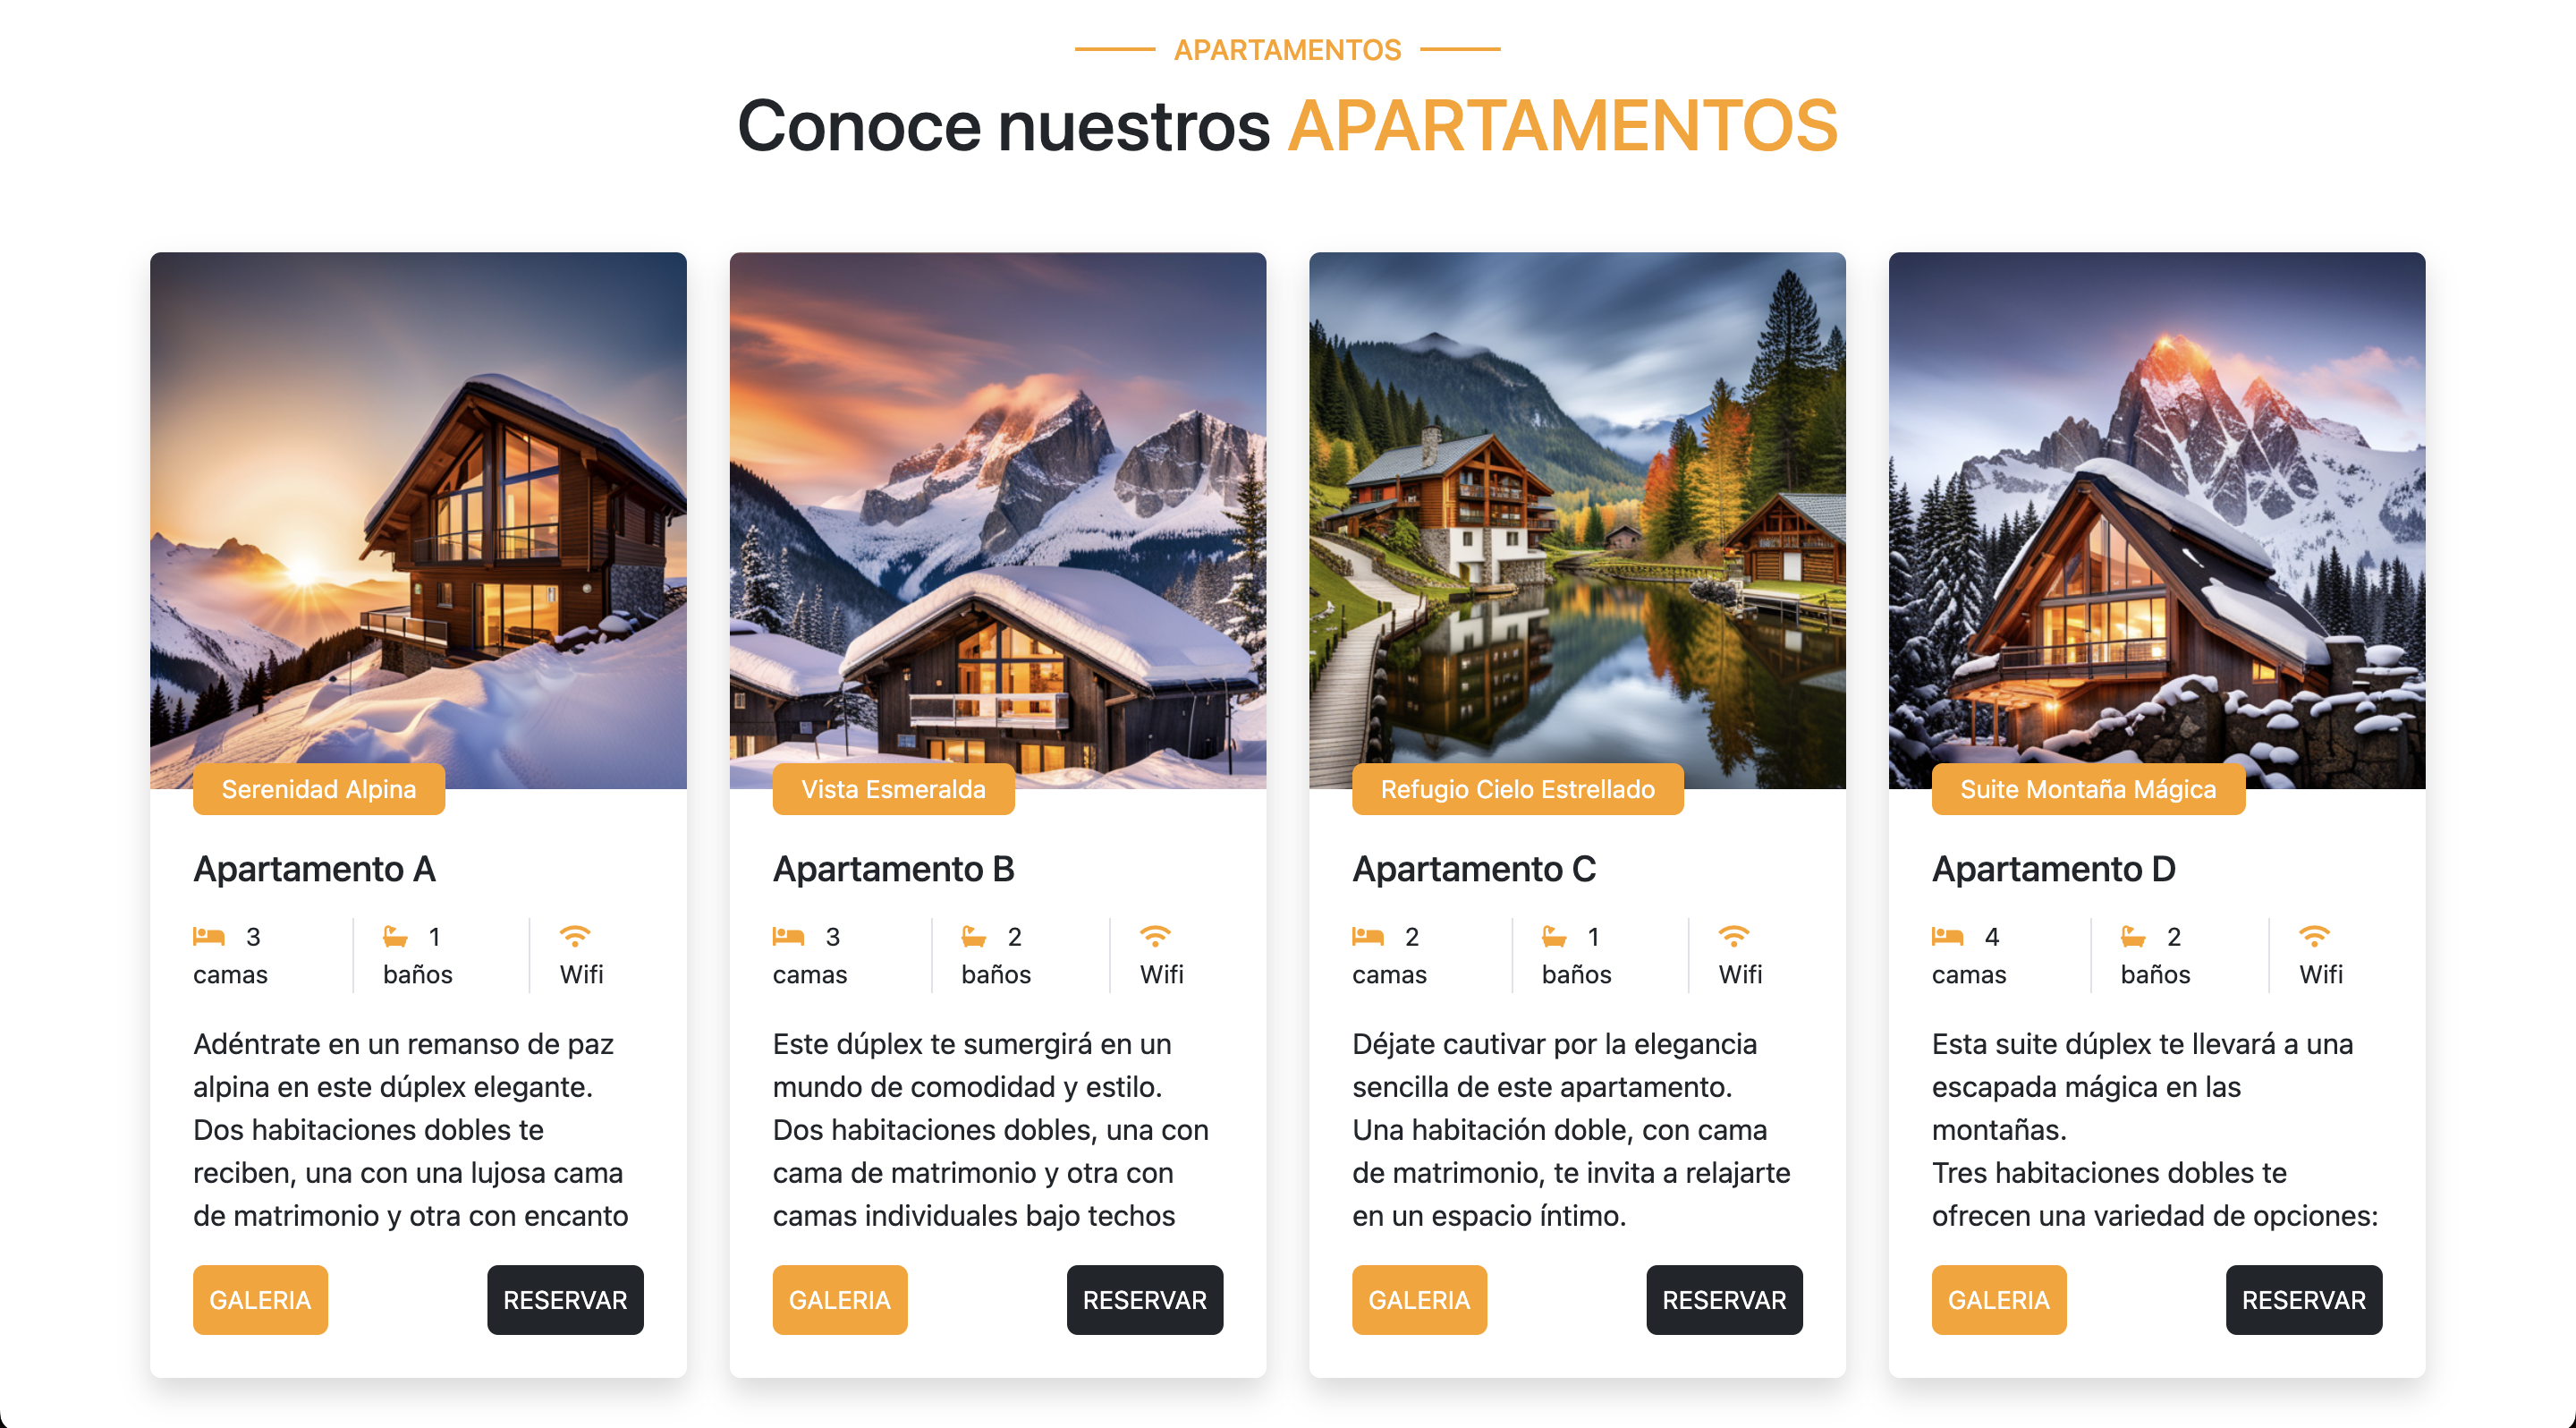 APARTAMENTOS
Conoce nuestros APARTAMENTOS
Serenidad Alpina
Apartamento A
3
camas
1
baños
Wifi
Adéntrate en un remanso de paz
alpina en este dúplex elegante.
Dos habitaciones dobles te
reciben, una con una lujosa cama
de matrimonio y otra con encanto
GALERIA
RESERVAR
Vista Esmeralda
Apartamento B
3
camas
2
baños
Wifi
Este dúplex te sumergirá en un
mundo de comodidad y estilo.
Dos habitaciones dobles, una con
cama de matrimonio y otra con
camas individuales bajo techos
GALERIA
RESERVAR
Refugio Cielo Estrellado
Apartamento C
2
camas
1
baños
Wifi
Déjate cautivar por la elegancia
sencilla de este apartamento.
Una habitación doble, con cama
de matrimonio, te invita a relajarte
en un espacio íntimo.
GALERIA
RESERVAR
Suite Montaña Mágica
Apartamento D
4
camas
2
baños
Wifi
Esta suite dúplex te llevará a una
escapada mágica en las
montañas.
Tres habitaciones dobles te
ofrecen una variedad de opciones:
GALERIA
RESERVAR